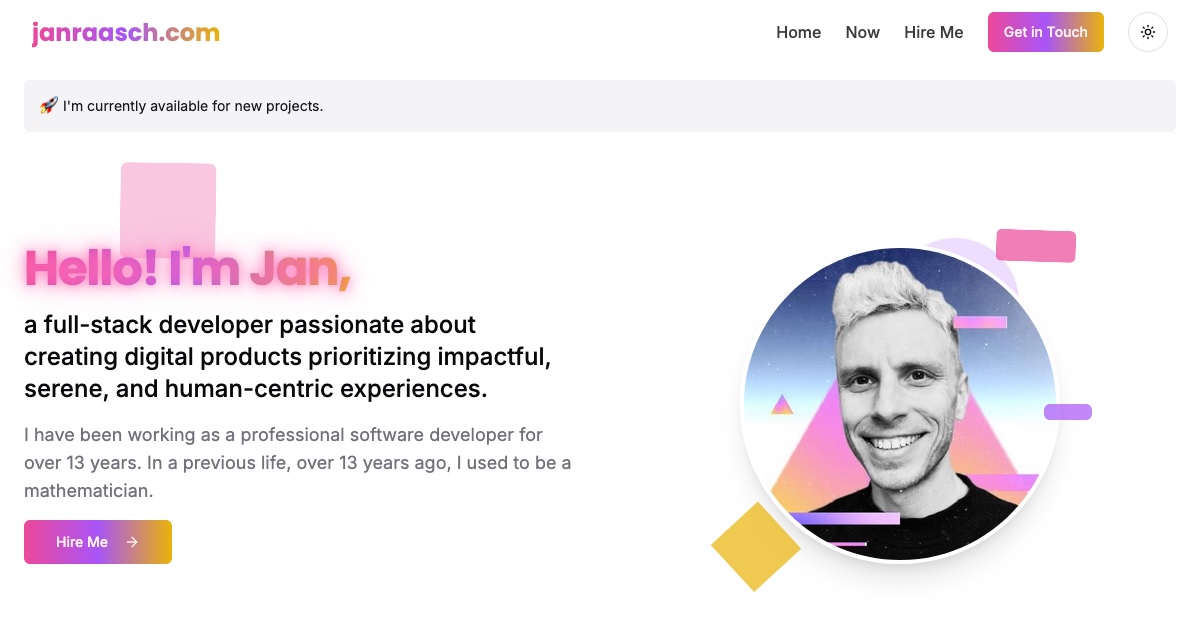 janraasch.com
Home
Now
Hire Me
Get in Touch
🚀 I'm currently available for new projects.
Hello! I'm Jan,
a full-stack developer passionate about
creating digital products prioritizing impactful,
serene, and human-centric experiences.
I have been working as a professional software developer for
over 13 years. In a previous life, over 13 years ago, I used to be a
mathematician.
Hire Me →